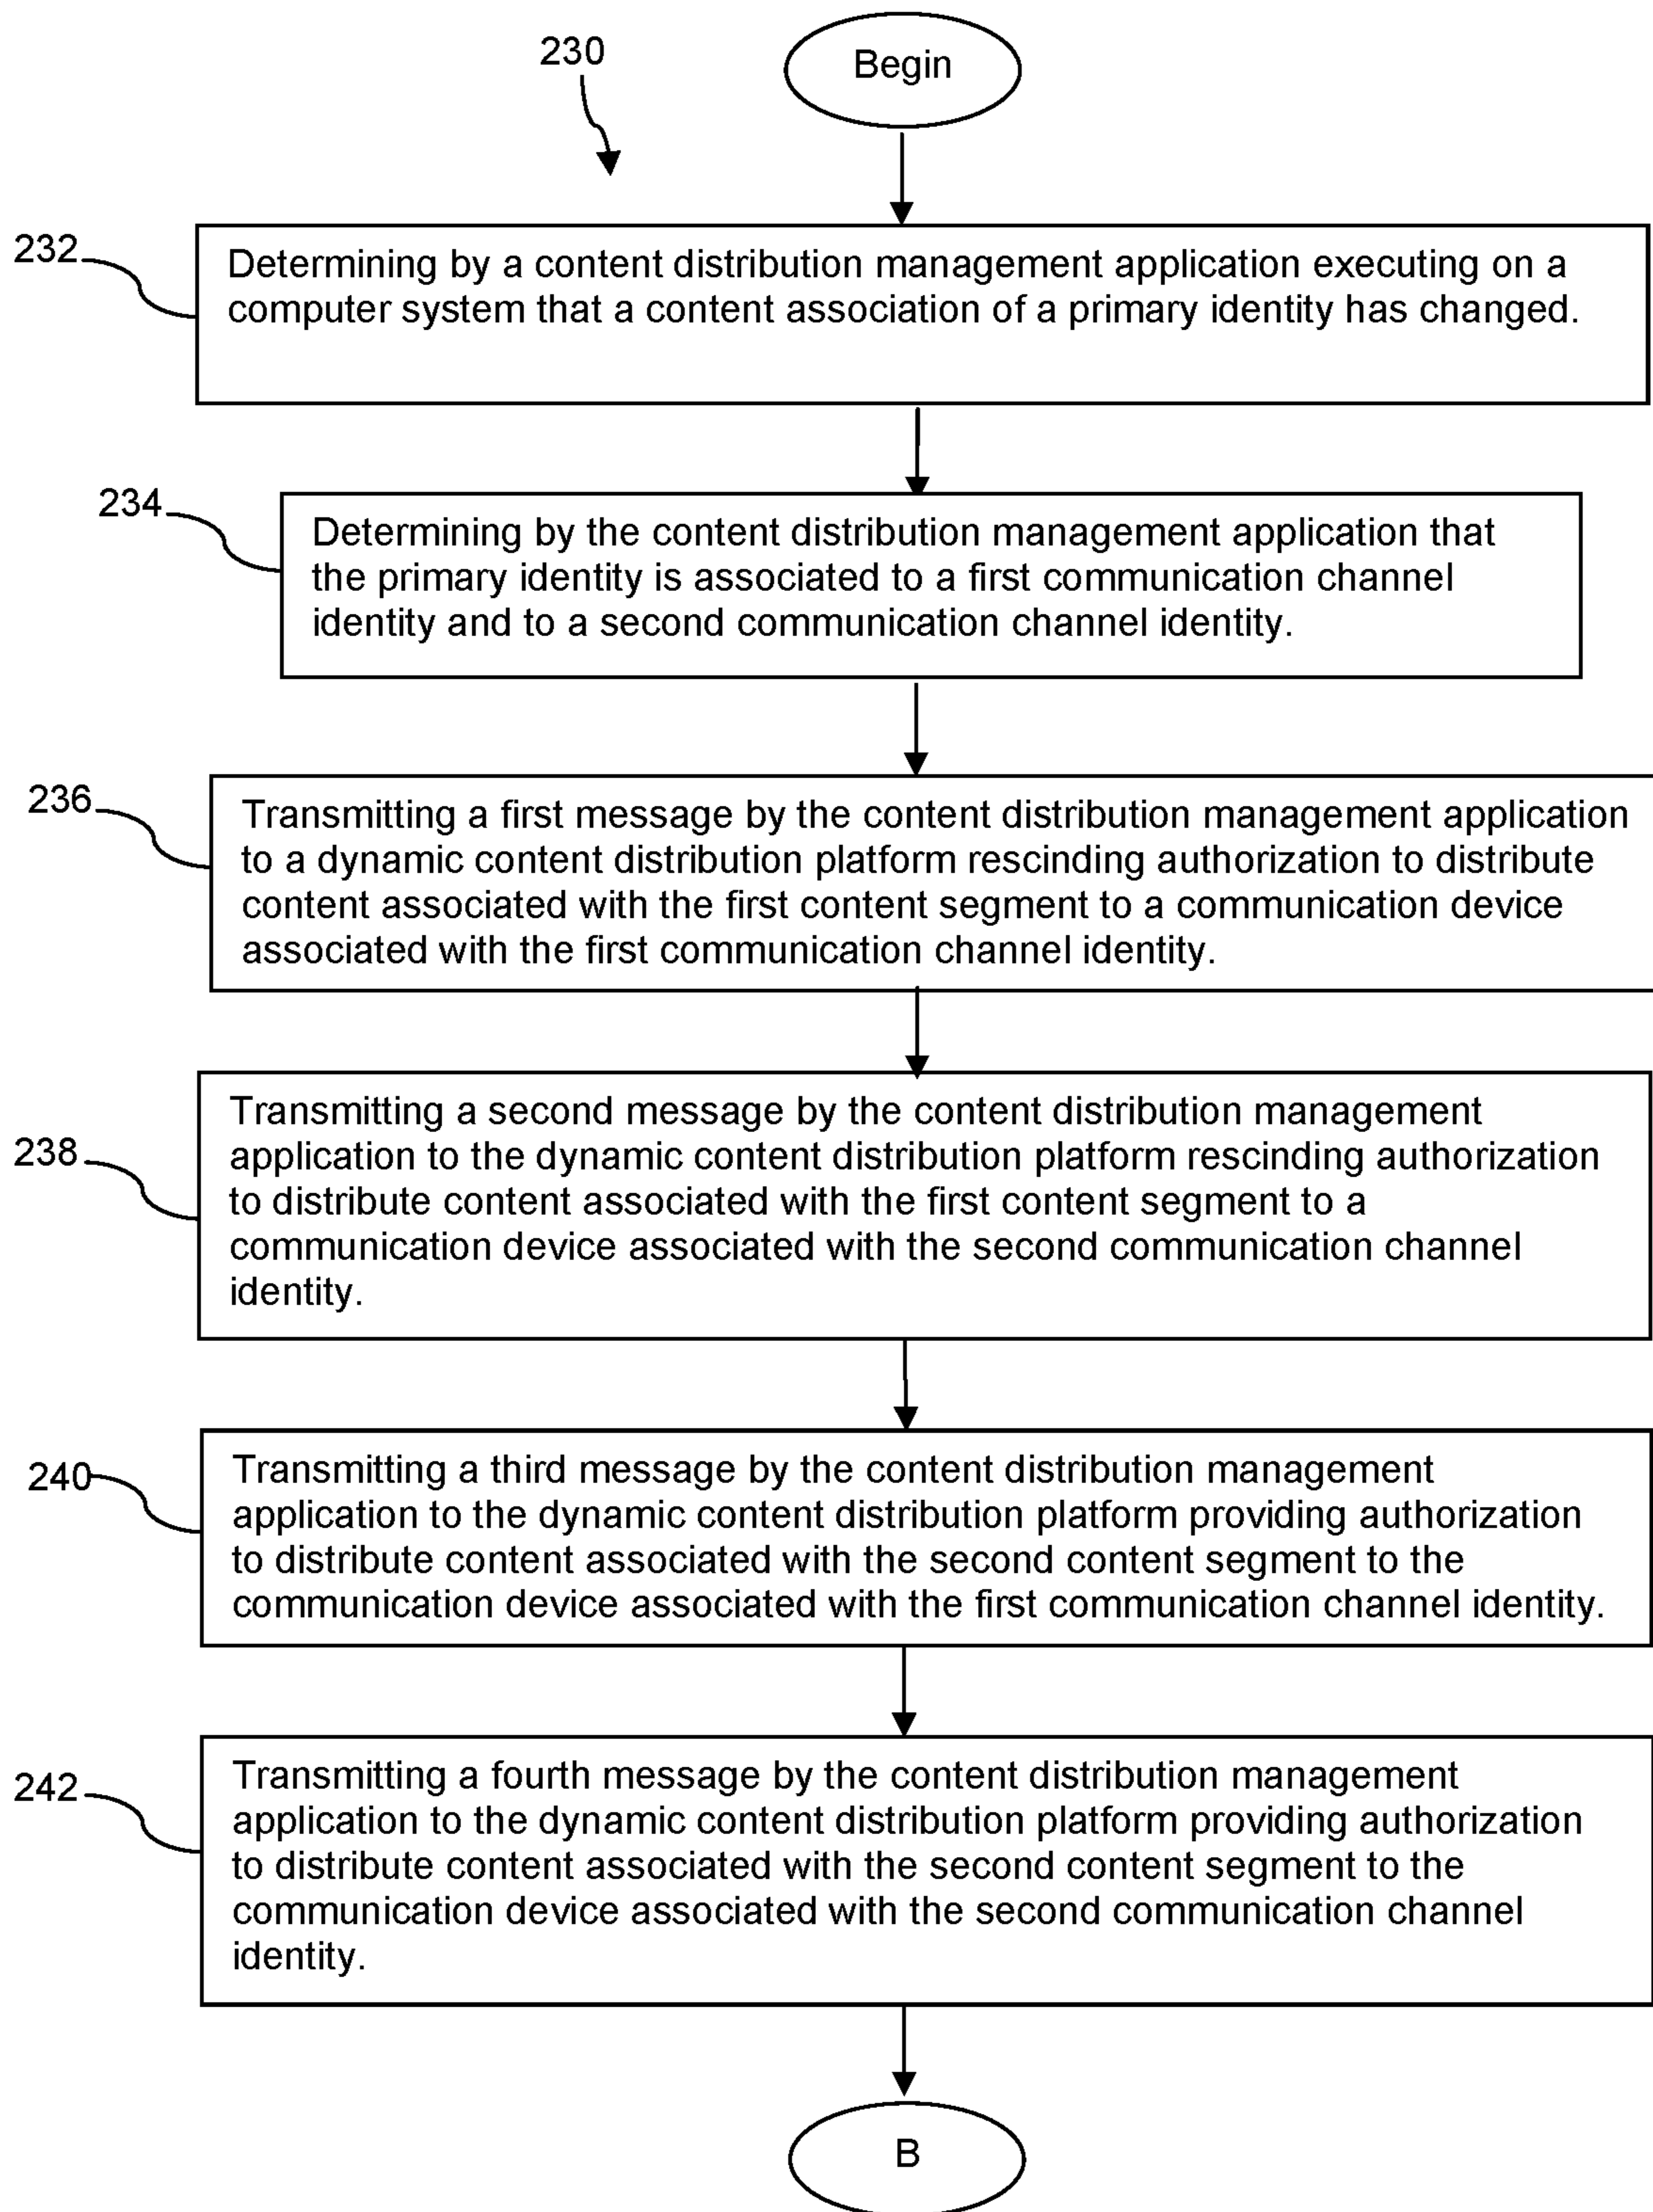 230
Begin
232
Determining by a content distribution management application executing on a
computer system that a content association of a primary identity has changed.
234
Determining by the content distribution management application that
the primary identity is associated to a first communication channel
identity and to a second communication channel identity.
236
Transmitting a first message by the content distribution management application
to a dynamic content distribution platform rescinding authorization to distribute
content associated with the first content segment to a communication device
associated with the first communication channel identity.
238
Transmitting a second message by the content distribution management
application to the dynamic content distribution platform rescinding authorization
to distribute content associated with the first content segment to a
communication device associated with the second communication channel
identity.
240
Transmitting a third message by the content distribution management
application to the dynamic content distribution platform providing authorization
to distribute content associated with the second content segment to the
communication device associated with the first communication channel identity.
242
Transmitting a fourth message by the content distribution management
application to the dynamic content distribution platform providing authorization
to distribute content associated with the second content segment to the
communication device associated with the second communication channel
identity.
B